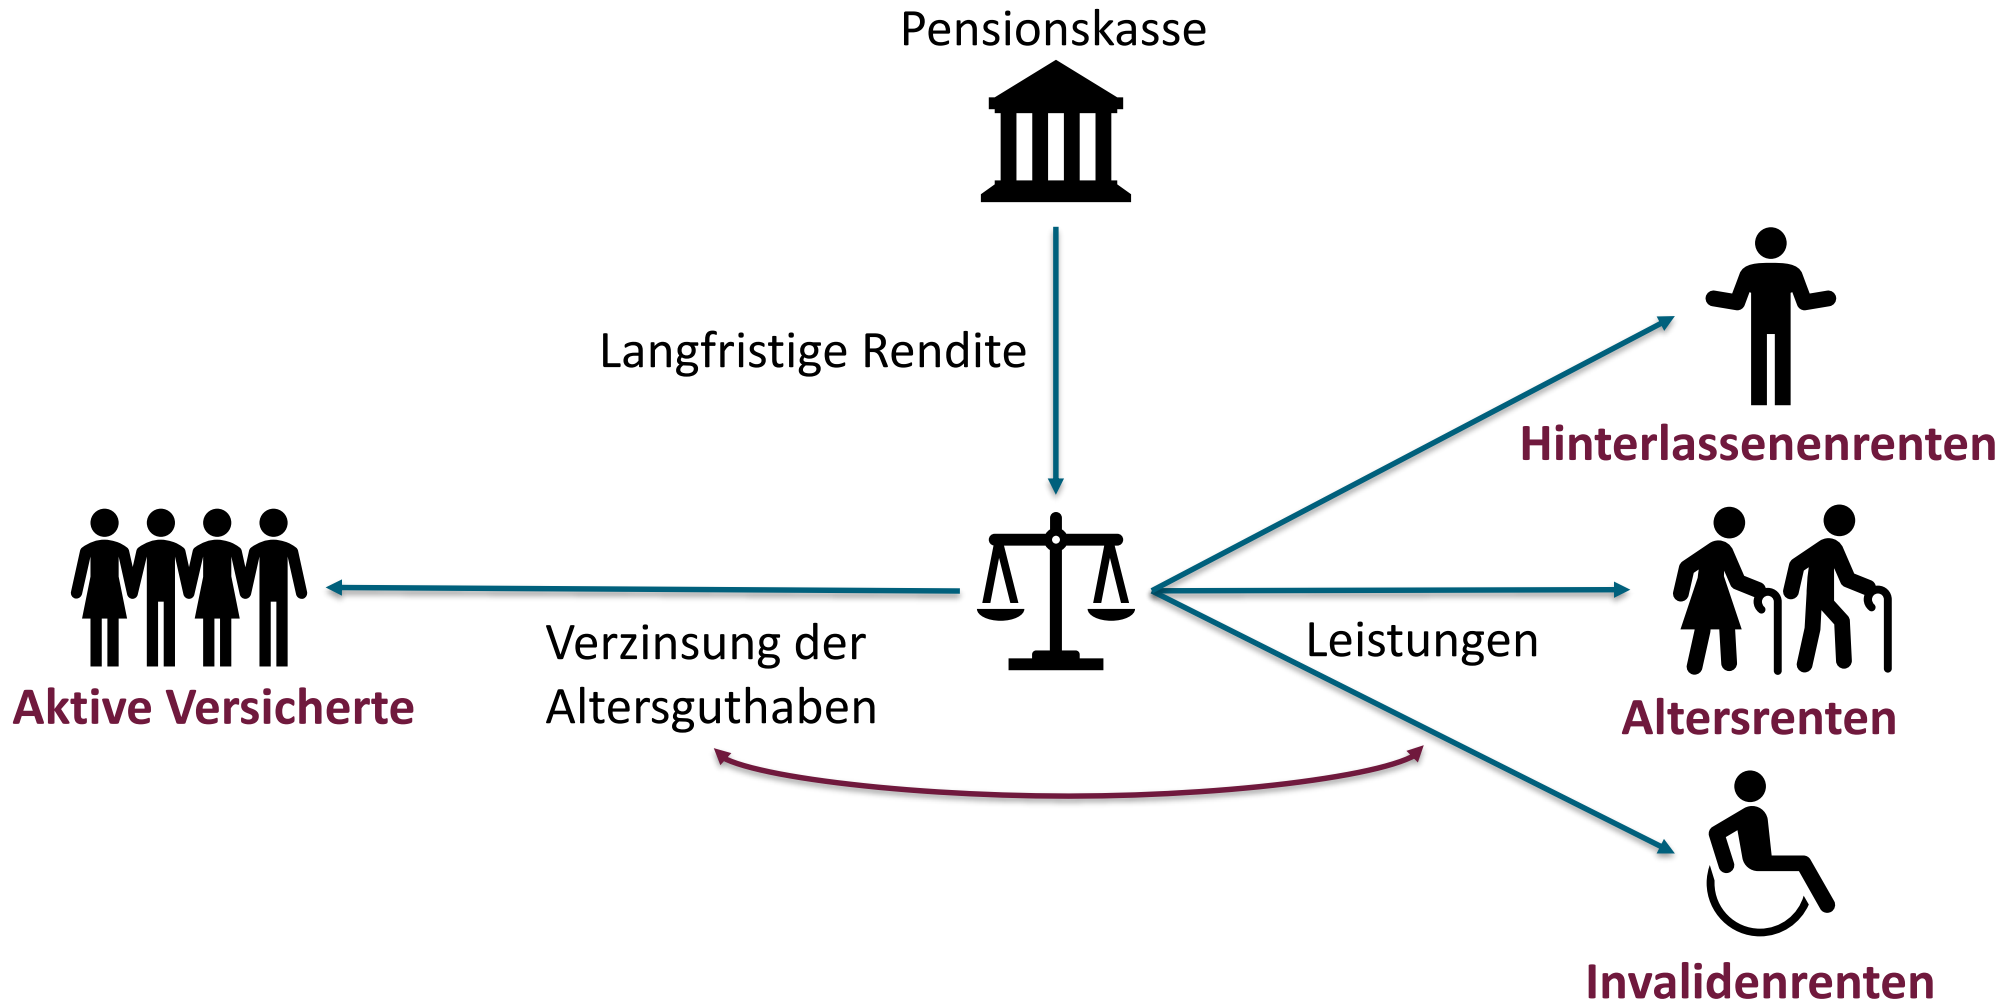 Pensionskasse
Langfristige Rendite
Hinterlassenenrenten
Verzinsung der
Altersguthaben
Leistungen
Aktive Versicherte
Altersrenten
Invalidenrenten